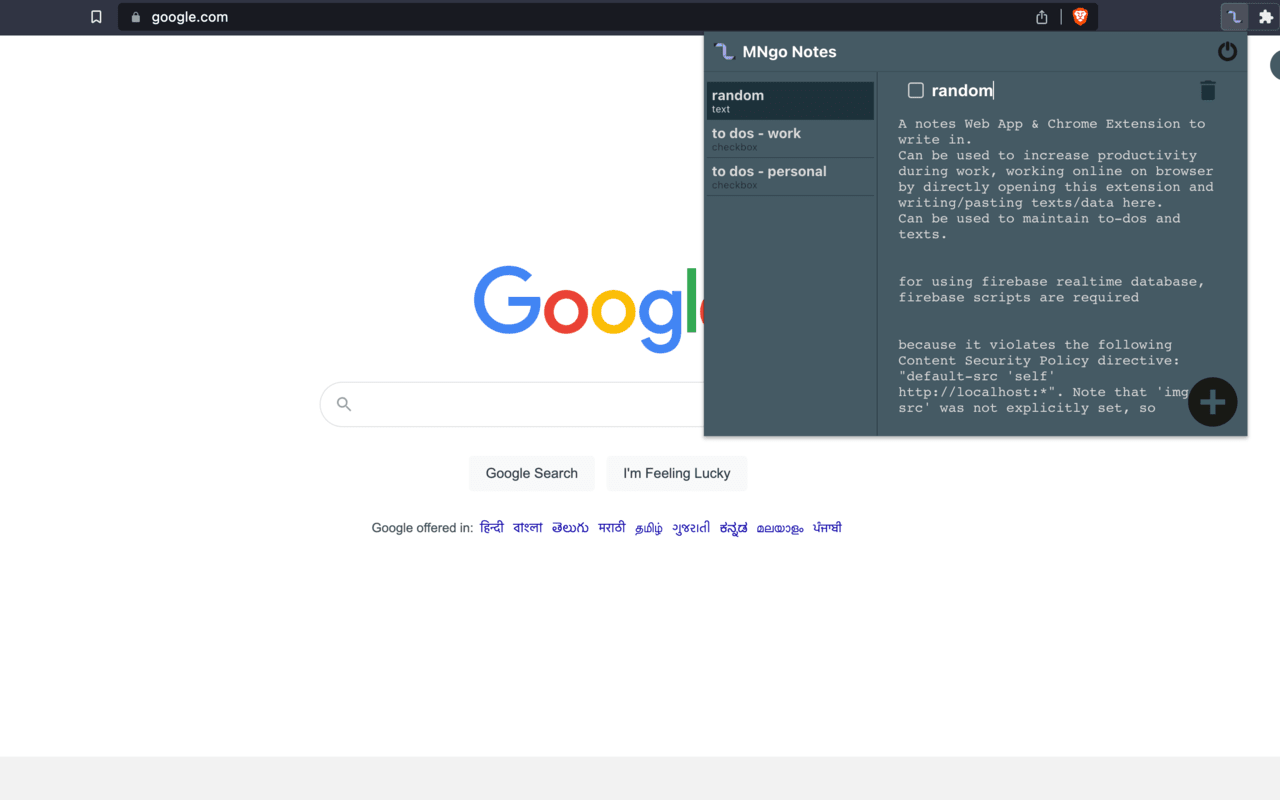 google.com
MNgo Notes
random
text
to dos - work
checkbox
to dos - personal
checkbox
random
A notes Web App & Chrome Extension to
write in.
Can be used to increase productivity
during work, working online on browser
by directly opening this extension and
writing/pasting texts/data here.
Can be used to maintain to-dos and
texts.
for using firebase realtime database,
firebase scripts are required
because it violates the following
Content Security Policy directive:
"default-src 'self'
http://localhost:*". Note that 'img
src' was not explicitly set, so
Googl
Google Search
I'm Feeling Lucky
Google offered in: हिन्दी বাংলা తెలుగు मराठी தமிழ் ગુજરાતી ಕನ್ನಡ മലയാളം ਪੰਜਾਬੀ